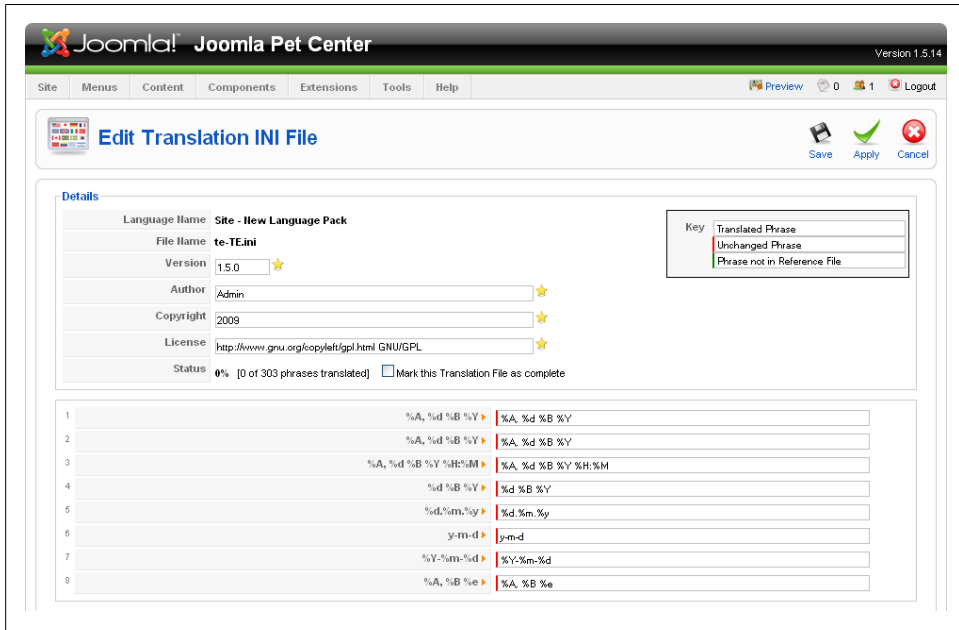 Joomla! Joomla Pet Center
Version 1.5.14
Site Menus Content Components Extensions Tools Help Preview 0 1 Logout
Edit Translation INI File
Save Apply Cancel
Details
Language Name Site - New Language Pack
File Name te-TE.ini
Version 1.5.0
Author Admin
Copyright 2009
License http://www.gnu.org/copyleft/gpl.html GNU/GPL
Status 0% [0 of 303 phrases translated] Mark this Translation File as complete
Key Translated Phrase
Unchanged Phrase
Phrase not in Reference File
1 %A, %d %B %Y %A, %d %B %Y
2 %A, %d %B %Y %A, %d %B %Y
3 %A, %d %B %Y %H:%M %A, %d %B %Y %H:%M
4 %d %B %Y %d %B %Y
5 %d.%m.%y %d.%m.%y
6 y-m-d y-m-d
7 %Y-%m-%d %Y-%m-%d
8 %A, %B %e %A, %B %e